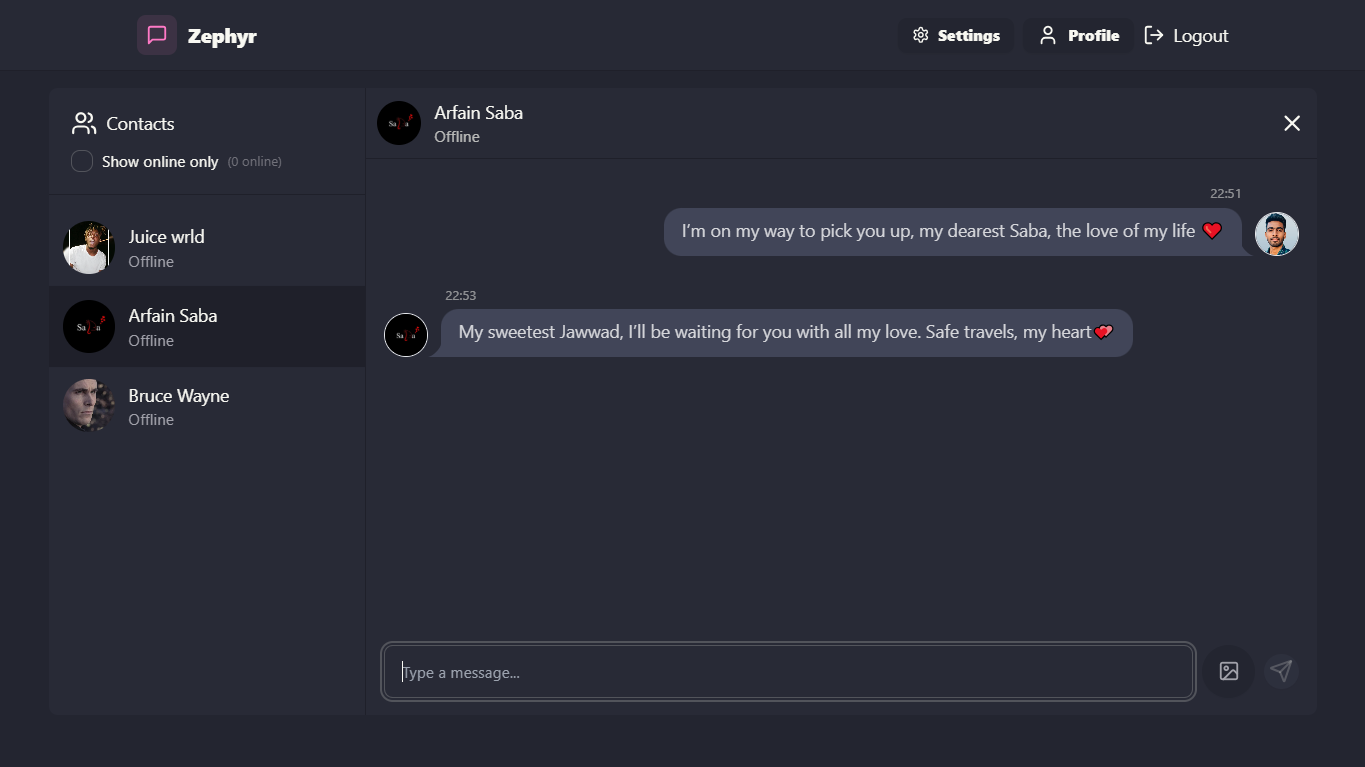 Zephyr
Settings
Profile
Logout
Contacts
Show online only (0 online)
Juice wrld
Offline
Arfain Saba
Offline
Bruce Wayne
Offline
Arfain Saba
Offline
22:51
I’m on my way to pick you up, my dearest Saba, the love of my life ❤️
22:53
My sweetest Jawwad, I’ll be waiting for you with all my love. Safe travels, my heart💕
Type a message...